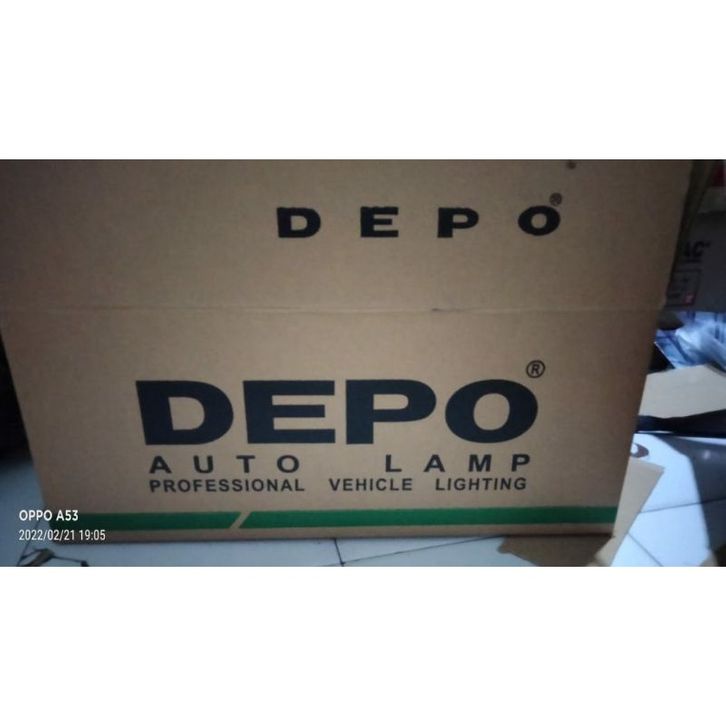 DEPO®
DEPO®
AUTO LAMP
PROFESSIONAL VEHICLE LIGHTING
OPPO A53
2022/02/21 19:05